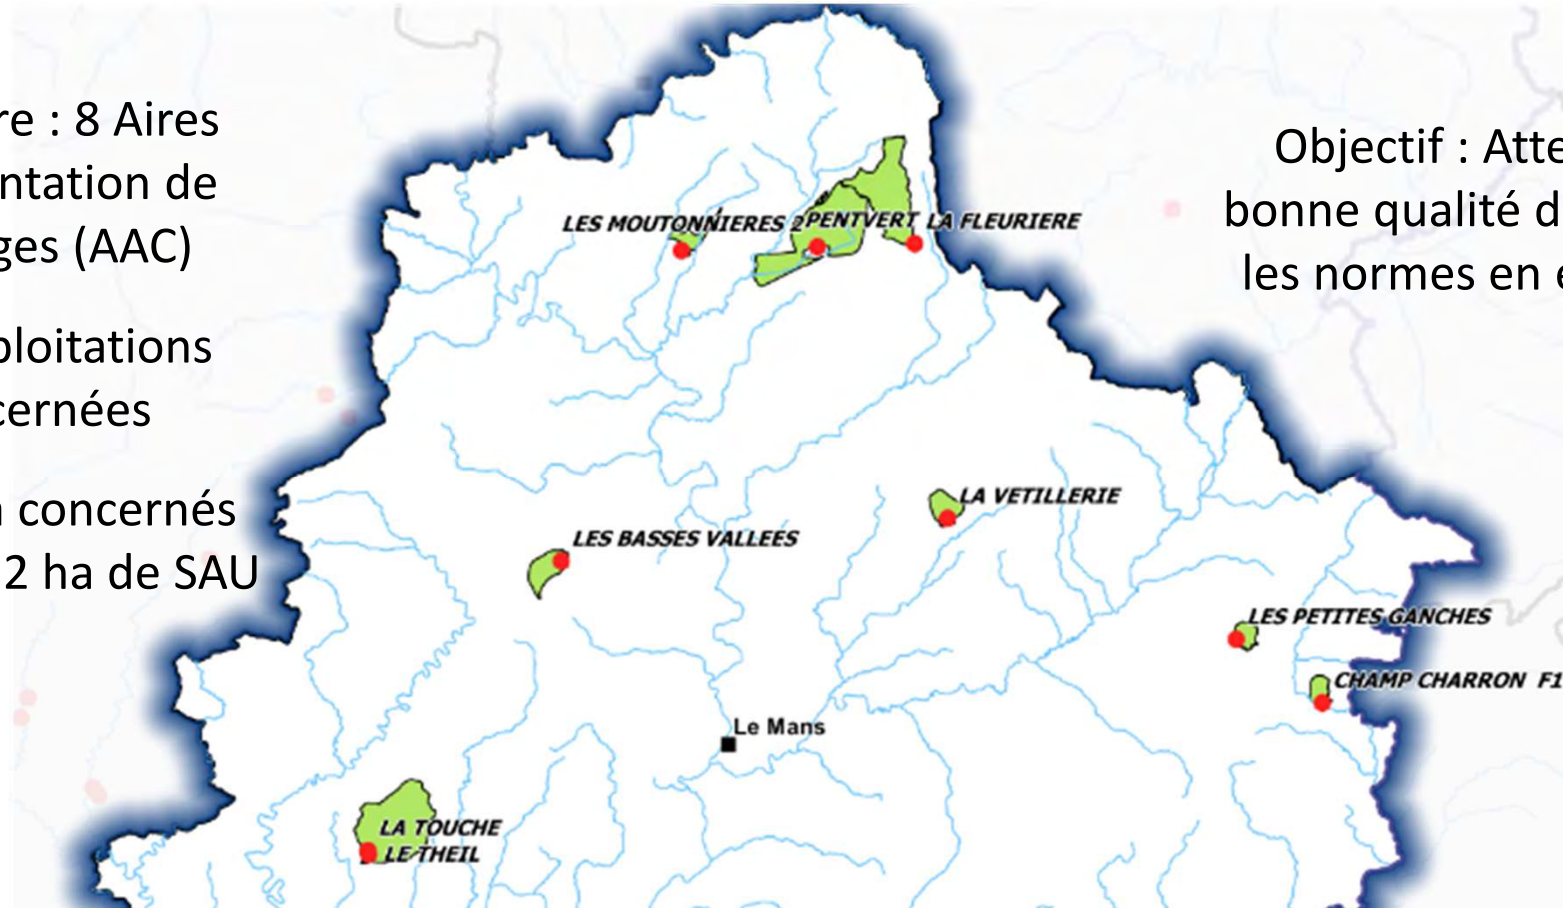 re : 8 Aires
ntation de
ges (AAC)
ploitations
cernées
concernés
2 ha de SAU
Objectif : Atte
bonne qualité d
les normes en e
LES MOUTONNIERES 2 PENTVERT LA FLEURIERE
LA VETILLERIE
LES BASSES VALLEES
LES PETITES GANCHES
CHAMP CHARRON F1
Le Mans
LA TOUCHE
LE THEIL